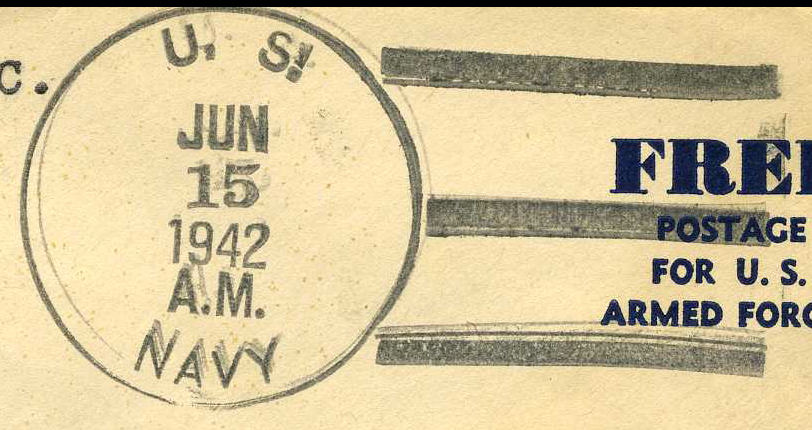 C.
U. S.
JUN
15
1942
A.M.
NAVY
FREE
POSTAGE
FOR U. S.
ARMED FORC